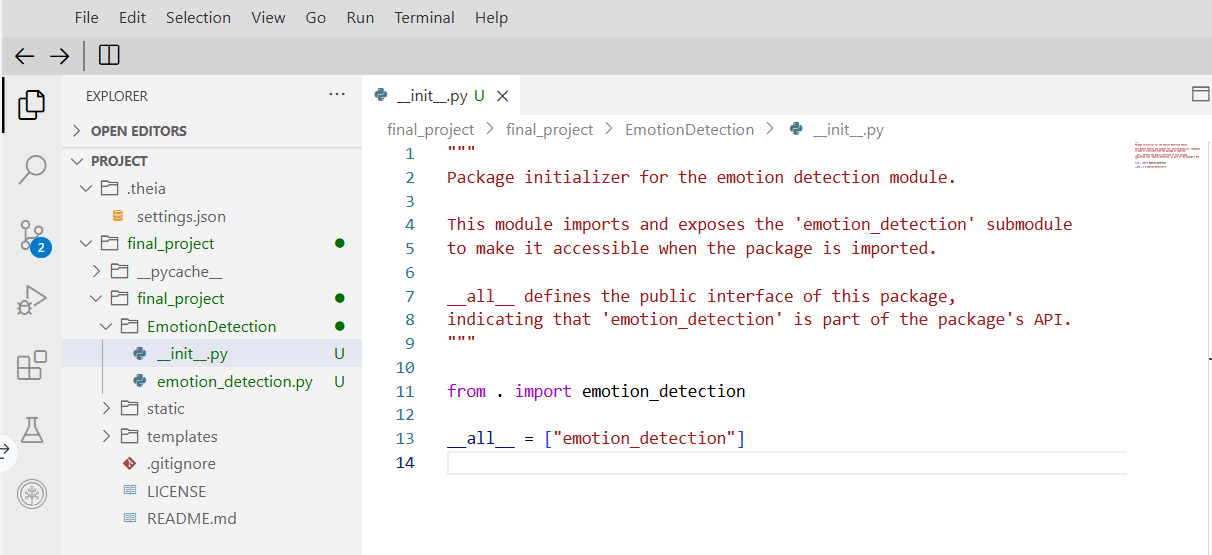 File Edit Selection View Go Run Terminal Help
EXPLORER ...
OPEN EDITORS
PROJECT
.theia
settings.json
final_project
__pycache__
final_project
EmotionDetection
__init__.py U
emotion_detection.py U
static
templates
.gitignore
LICENSE
README.md
2
__init__.py U
final_project > final_project > EmotionDetection > __init__.py
1 """
2 Package initializer for the emotion detection module.
3
4 This module imports and exposes the 'emotion_detection' submodule
5 to make it accessible when the package is imported.
6
7 __all__ defines the public interface of this package,
8 indicating that 'emotion_detection' is part of the package's API.
9 """
10
11 from . import emotion_detection
12
13 __all__ = ["emotion_detection"]
14